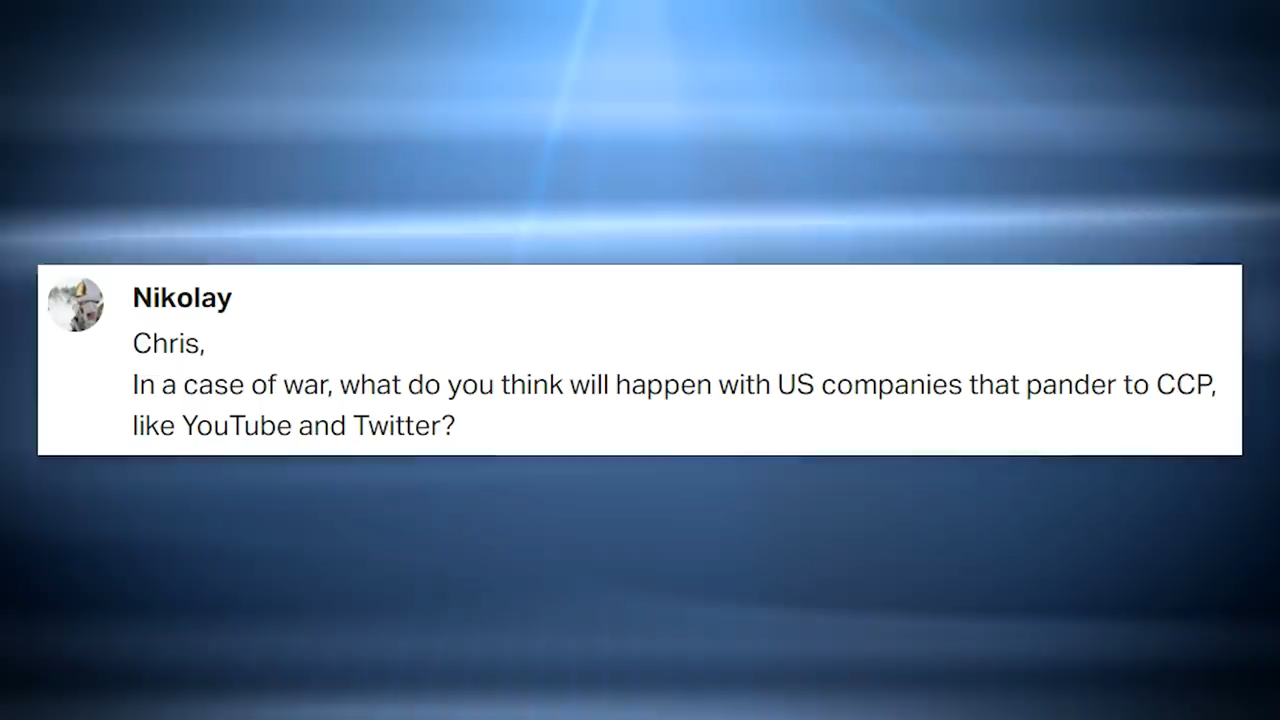 Nikolay
Chris,
In a case of war, what do you think will happen with US companies that pander to CCP,
like YouTube and Twitter?